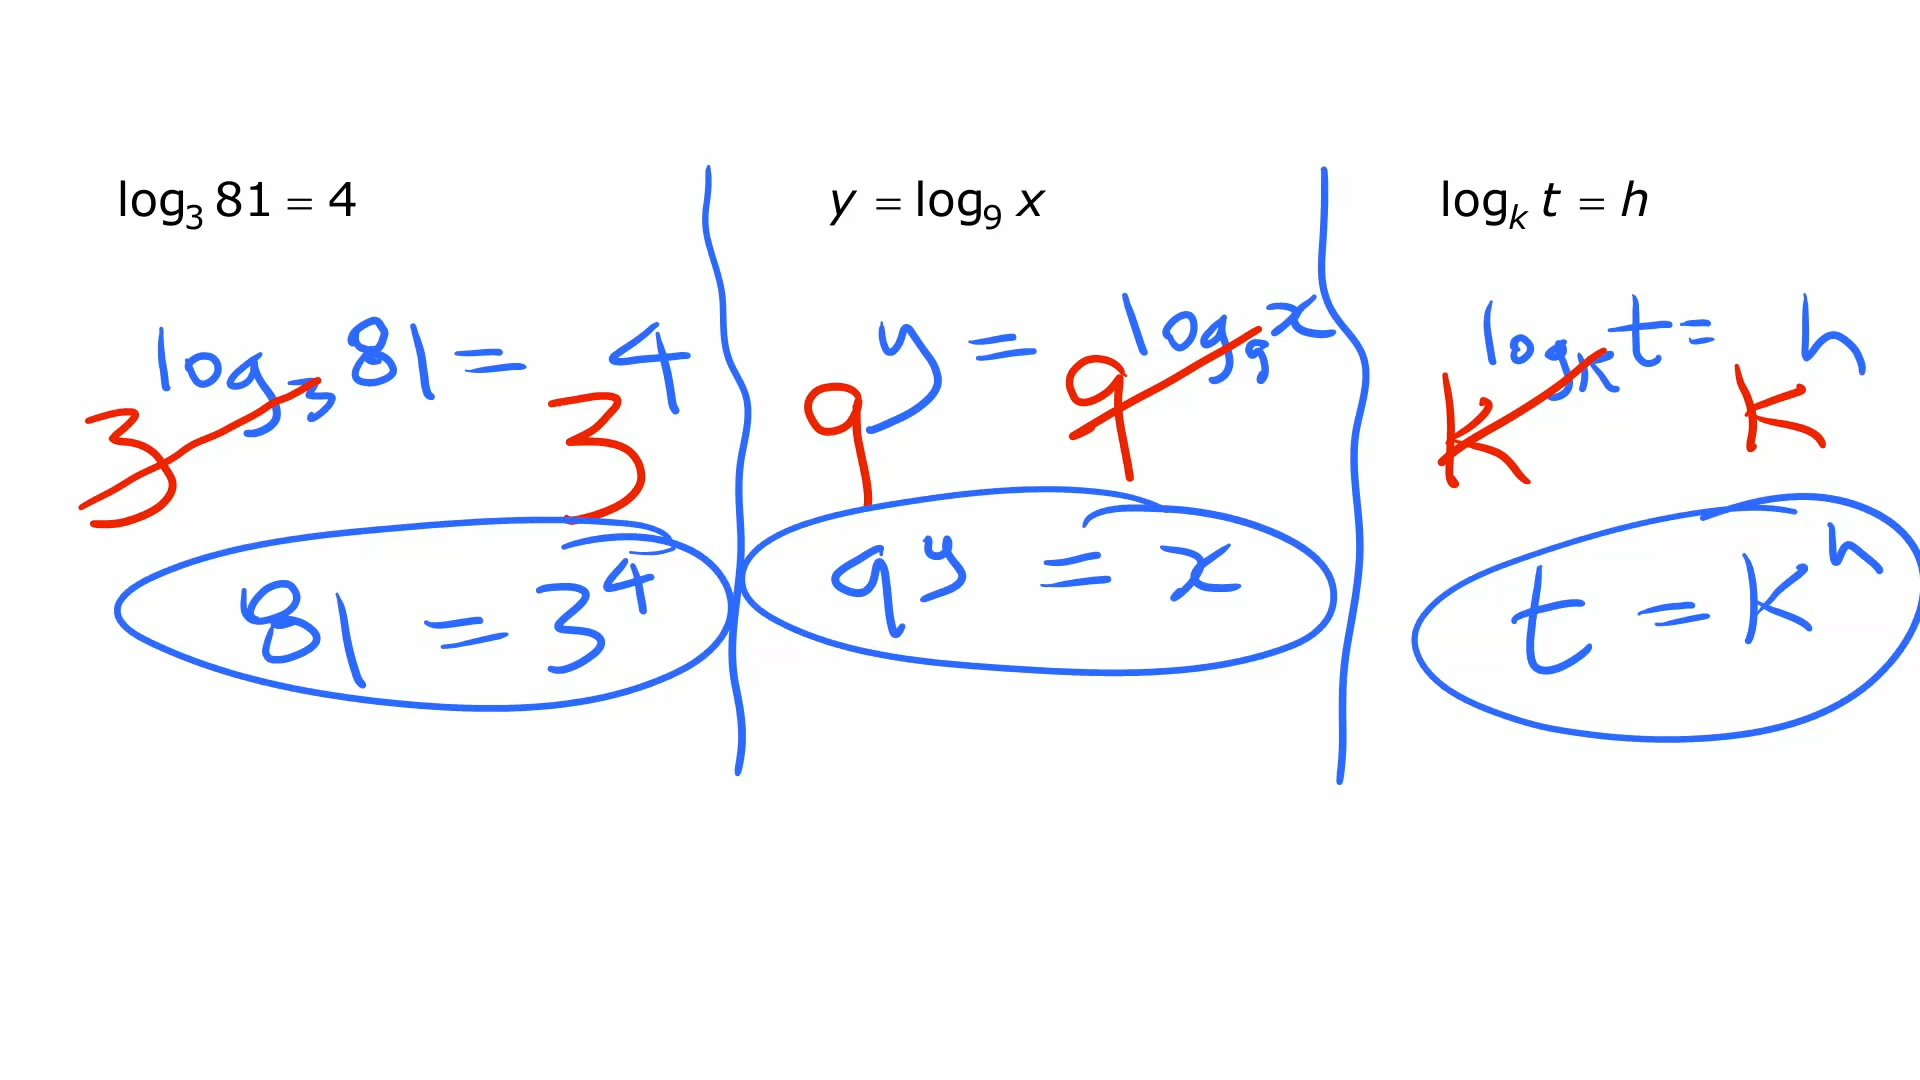 log₃ 81 = 4
3^(log₃ 81) = 3⁴
81 = 3⁴
y = log₉ x
9^y = 9^(log₉ x)
9^y = x
logₖ t = h
k^(logₖ t) = k^h
t = k^h